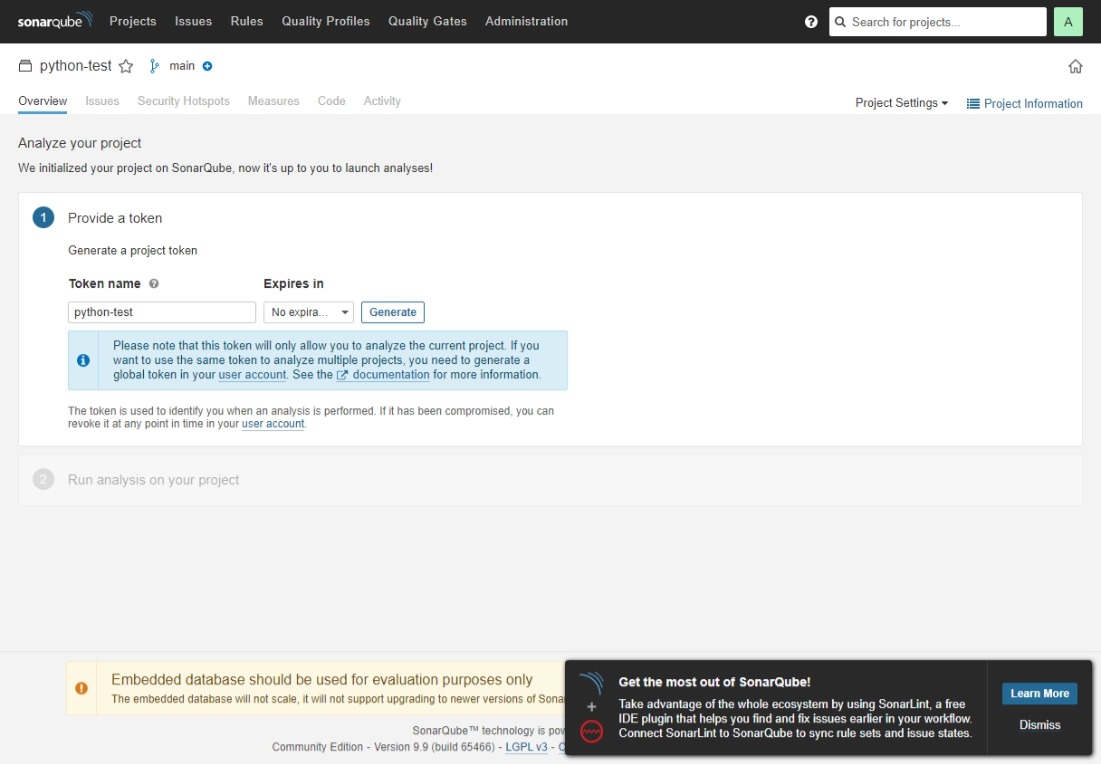 sonarqube Projects Issues Rules Quality Profiles Quality Gates Administration ? Search for projects... A
python-test main
Overview Issues Security Hotspots Measures Code Activity Project Settings Project Information
Analyze your project
We initialized your project on SonarQube, now it's up to you to launch analyses!
1 Provide a token
Generate a project token
Token name ? Expires in
python-test No expira... Generate
Please note that this token will only allow you to analyze the current project. If you
want to use the same token to analyze multiple projects, you need to generate a
global token in your user account. See the documentation for more information.
The token is used to identify you when an analysis is performed. If it has been compromised, you can
revoke it at any point in time in your user account.
2 Run analysis on your project
Embedded database should be used for evaluation purposes only
The embedded database will not scale, it will not support upgrading to newer versions of
SonarQube™ technology is
Community Edition - Version 9.9 (build 65466) - LGPL v3 -
Get the most out of SonarQube!
Take advantage of the whole ecosystem by using SonarLint, a free
IDE plugin that helps you find and fix issues earlier in your workflow.
Connect SonarLint to SonarQube to sync rule sets and issue states.
Learn More
Dismiss